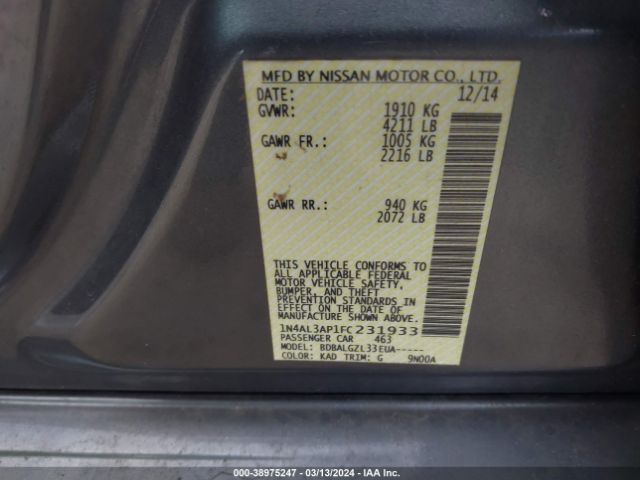 MFD BY NISSAN MOTOR CO., LTD.
DATE: 12/14
GVWR: 1910 KG
4211 LB
GAWR FR.: 1005 KG
2216 LB
GAWR RR.: 940 KG
2072 LB
THIS VEHICLE CONFORMS TO
ALL APPLICABLE FEDERAL
MOTOR VEHICLE SAFETY,
BUMPER, AND THEFT
PREVENTION STANDARDS IN
EFFECT ON THE DATE OF
MANUFACTURE SHOWN ABOVE.
1N4AL3AP1FC231933
PASSENGER CAR 463
MODEL: BDBALGZL33EUA-----
COLOR: KAD TRIM: G 9N00A
000-38975247 - 03/13/2024 - IAA.